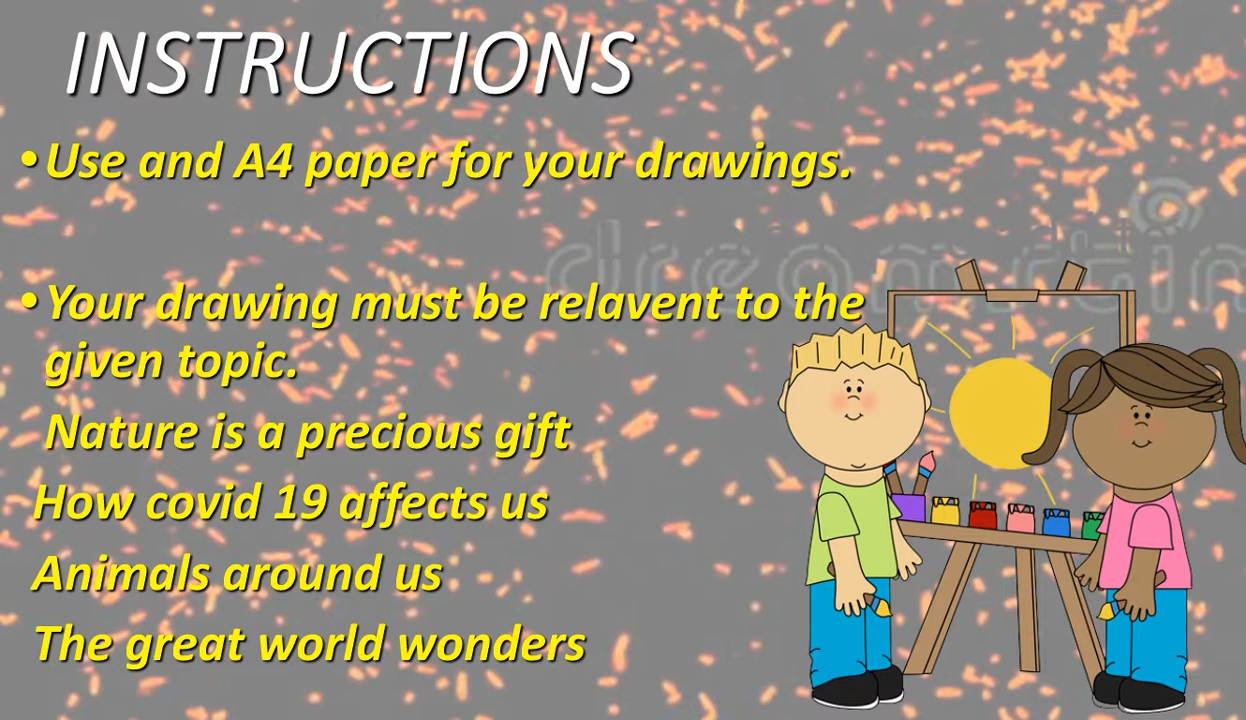 INSTRUCTIONS
• Use and A4 paper for your drawings.
dreamstim
• Your drawing must be relavent to the
given topic.
Nature is a precious gift
How covid 19 affects us
Animals around us
The great world wonders